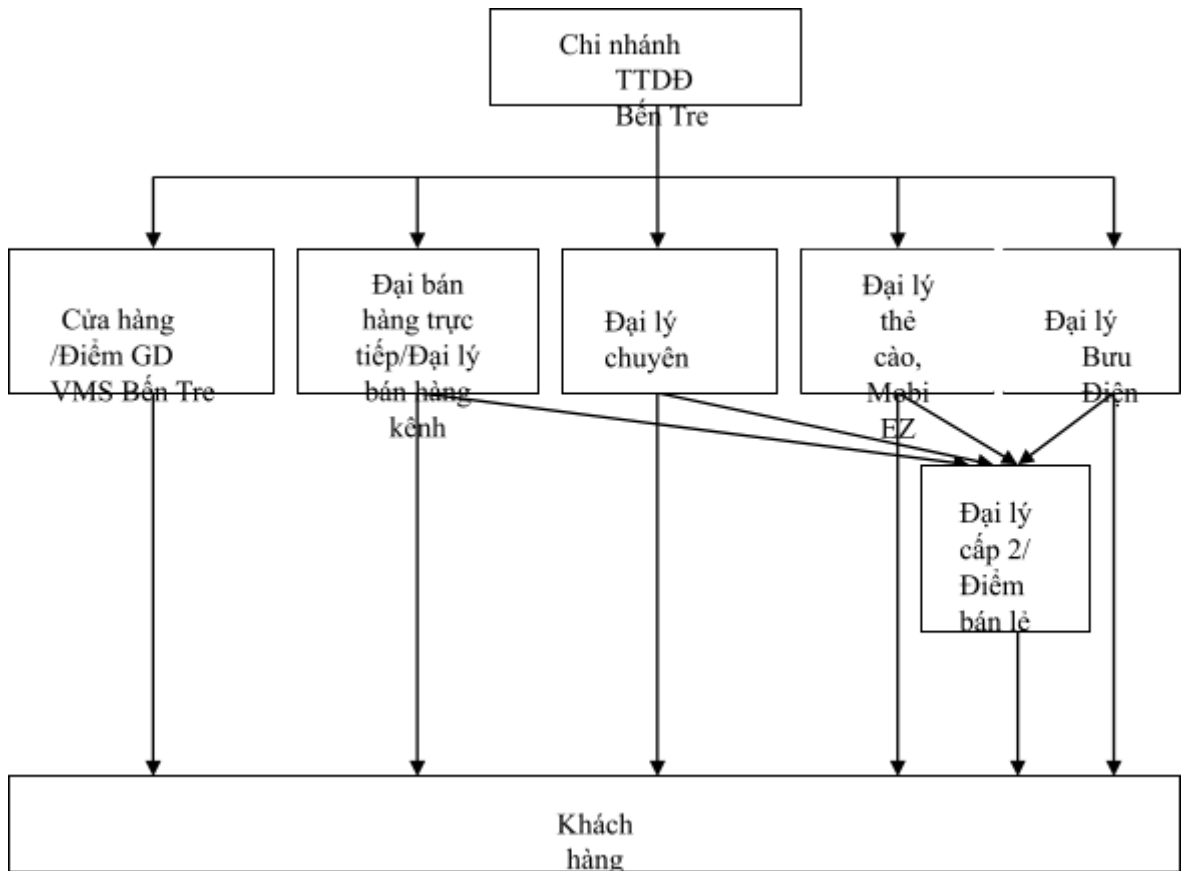 Chi nhánh
TTDĐ
Bến Tre
Cửa hàng
/Điểm GD
VMS Bến Tre
Đại bán
hàng trực
tiếp/Đại lý
bán hàng
kênh
Đại lý
chuyên
Đại lý
thẻ
cào,
Mobi
EZ
Đại lý
Bưu
Điện
Đại lý
cấp 2/
Điểm
bán lẻ
Khách
hàng